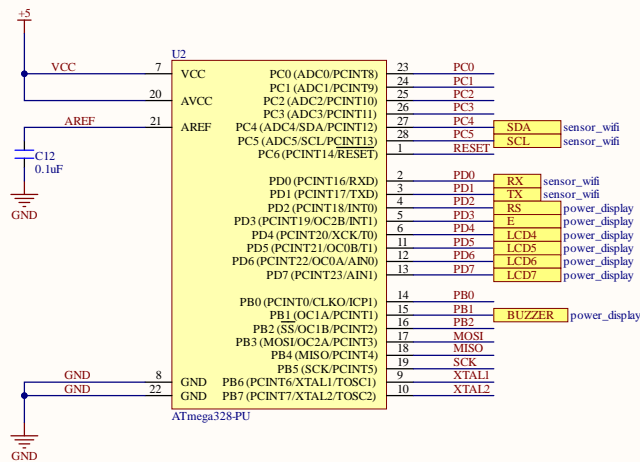 +5
U2
VCC 7 VCC PC0 (ADC0/PCINT8) 23 PC0
PC1 (ADC1/PCINT9) 24 PC1
20 AVCC PC2 (ADC2/PCINT10) 25 PC2
PC3 (ADC3/PCINT11) 26 PC3
AREF 21 AREF PC4 (ADC4/SDA/PCINT12) 27 PC4 SDA sensor_wifi
PC5 (ADC5/SCL/PCINT13) 28 PC5 SCL sensor_wifi
C12 PC6 (PCINT14/RESET) 1 RESET
0.1uF
PD0 (PCINT16/RXD) 2 PD0 RX sensor_wifi
PD1 (PCINT17/TXD) 3 PD1 TX sensor_wifi
PD2 (PCINT18/INT0) 4 PD2 RS power_display
GND PD3 (PCINT19/OC2B/INT1) 5 PD3 E power_display
PD4 (PCINT20/XCK/T0) 6 PD4 LCD4 power_display
PD5 (PCINT21/OC0B/T1) 11 PD5 LCD5 power_display
PD6 (PCINT22/OC0A/AIN0) 12 PD6 LCD6 power_display
PD7 (PCINT23/AIN1) 13 PD7 LCD7 power_display
PB0 (PCINT0/CLKO/ICP1) 14 PB0
PB1 (OC1A/PCINT1) 15 PB1 BUZZER power_display
PB2 (SS/OC1B/PCINT2) 16 PB2
PB3 (MOSI/OC2A/PCINT3) 17 MOSI
PB4 (MISO/PCINT4) 18 MISO
PB5 (SCK/PCINT5) 19 SCK
GND 8 GND PB6 (PCINT6/XTAL1/TOSC1) 9 XTAL1
GND 22 GND PB7 (PCINT7/XTAL2/TOSC2) 10 XTAL2
ATmega328-PU
GND